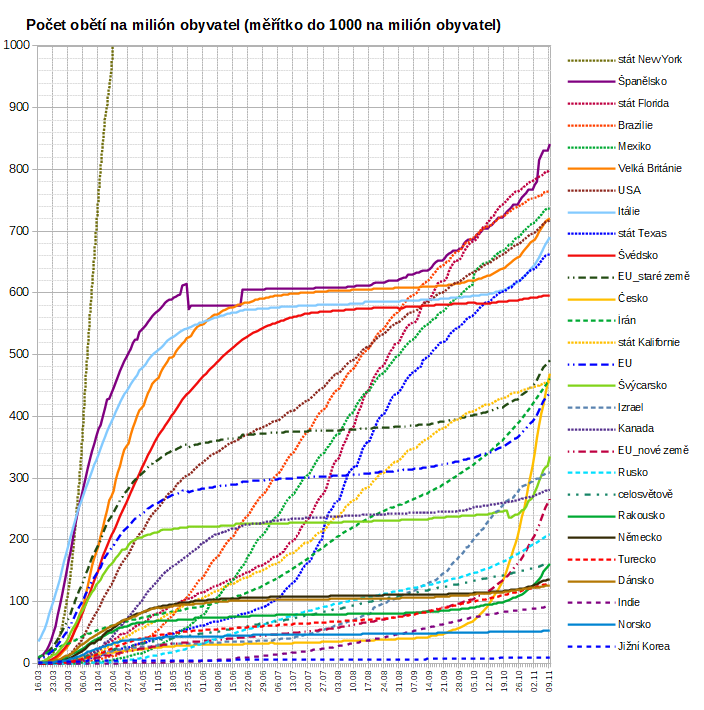 Počet obětí na milión obyvatel (měřítko do 1000 na milión obyvatel)
1000
900
800
700
600
500
400
300
200
100
0
16.03
23.03
30.03
06.04
13.04
20.04
27.04
04.05
11.05
18.05
25.05
01.06
08.06
15.06
22.06
29.06
06.07
13.07
20.07
27.07
03.08
10.08
17.08
24.08
31.08
07.09
14.09
21.09
28.09
05.10
12.10
19.10
26.10
02.11
09.11
stát NewYork
Španělsko
stát Florida
Brazílie
Mexiko
Velká Británie
USA
Itálie
stát Texas
Švédsko
EU_staré země
Česko
Írán
stát Kalifornie
EU
Švýcarsko
Izrael
Kanada
EU_nové země
Rusko
celosvětově
Rakousko
Německo
Turecko
Dánsko
Indie
Norsko
Jižní Korea